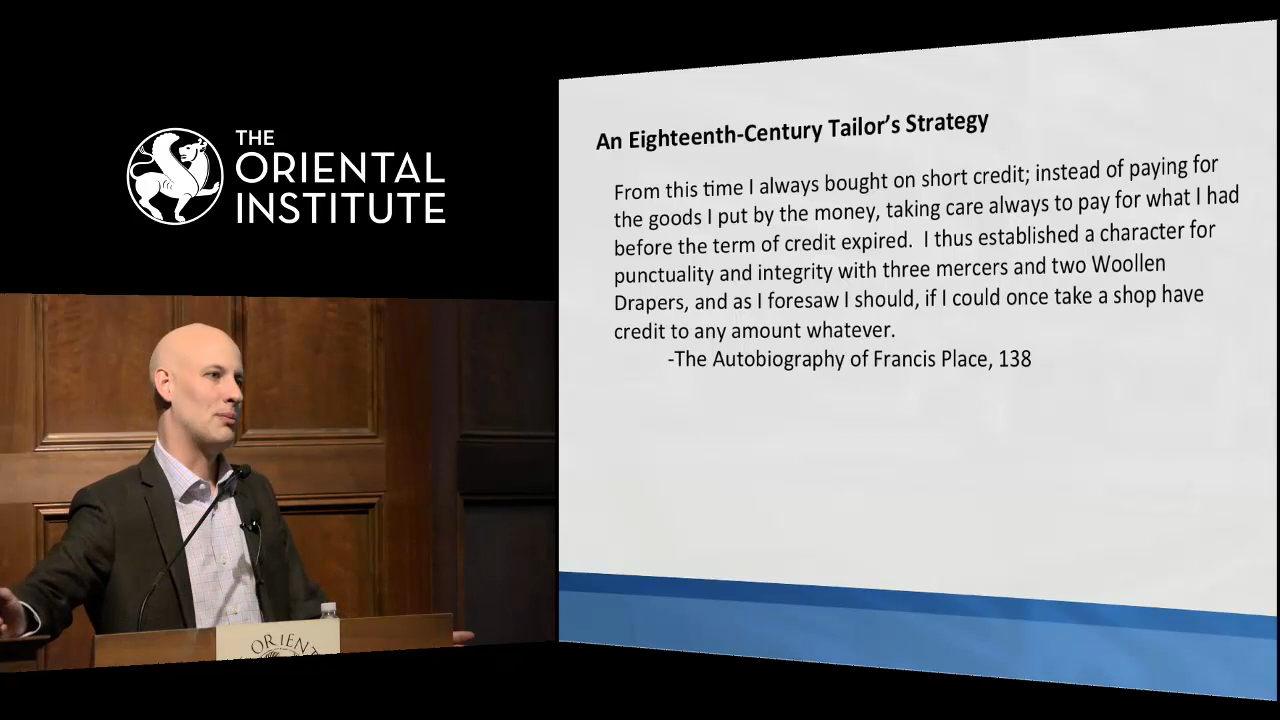 THE
ORIENTAL
INSTITUTE
An Eighteenth-Century Tailor's Strategy
From this time I always bought on short credit; instead of paying for
the goods I put by the money, taking care always to pay for what I had
before the term of credit expired.  I thus established a character for
punctuality and integrity with three mercers and two Woollen
Drapers, and as I foresaw I should, if I could once take a shop have
credit to any amount whatever.
-The Autobiography of Francis Place, 138
ORIENT